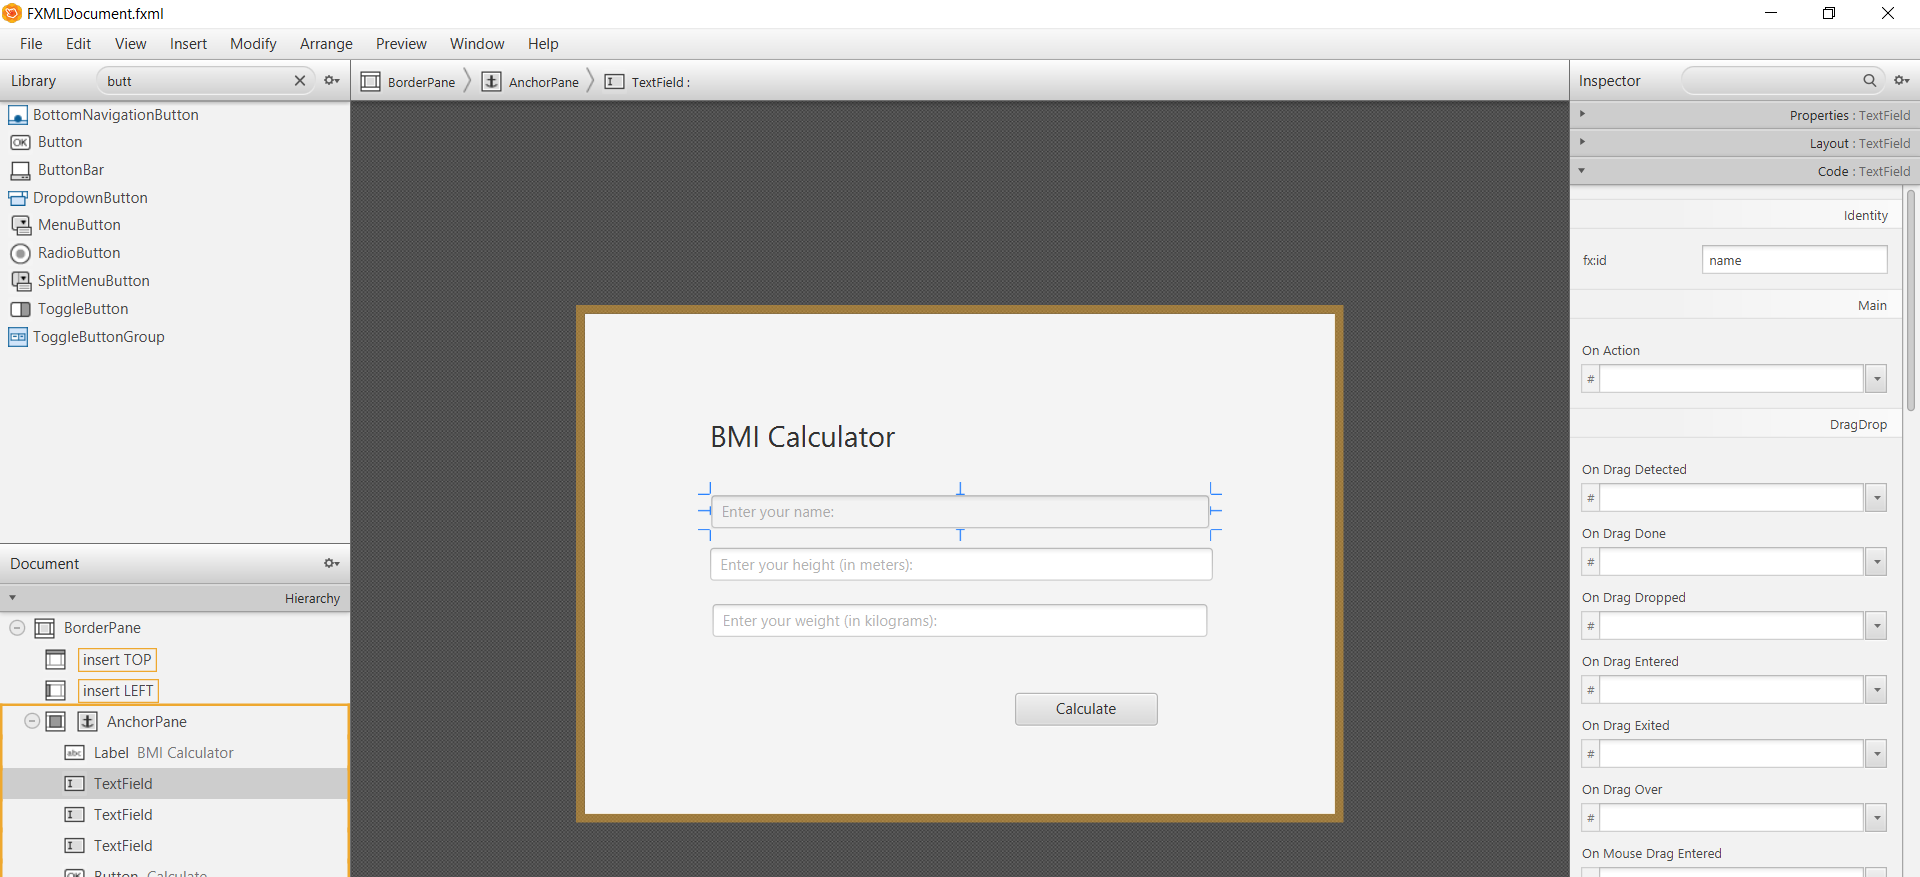 FXMLDocument.fxml
File Edit View Insert Modify Arrange Preview Window Help
Library butt
BottomNavigationButton
OK Button
ButtonBar
DropdownButton
MenuButton
RadioButton
SplitMenuButton
ToggleButton
ToggleButtonGroup
Document
Hierarchy
BorderPane
insert TOP
insert LEFT
AnchorPane
abc Label BMI Calculator
TextField
TextField
TextField
OK Button Calculate
BorderPane AnchorPane TextField :
BMI Calculator
Enter your name:
Enter your height (in meters):
Enter your weight (in kilograms):
Calculate
Inspector
Properties : TextField
Layout : TextField
Code : TextField
Identity
fx:id name
Main
On Action
#
DragDrop
On Drag Detected
#
On Drag Done
#
On Drag Dropped
#
On Drag Entered
#
On Drag Exited
#
On Drag Over
#
On Mouse Drag Entered